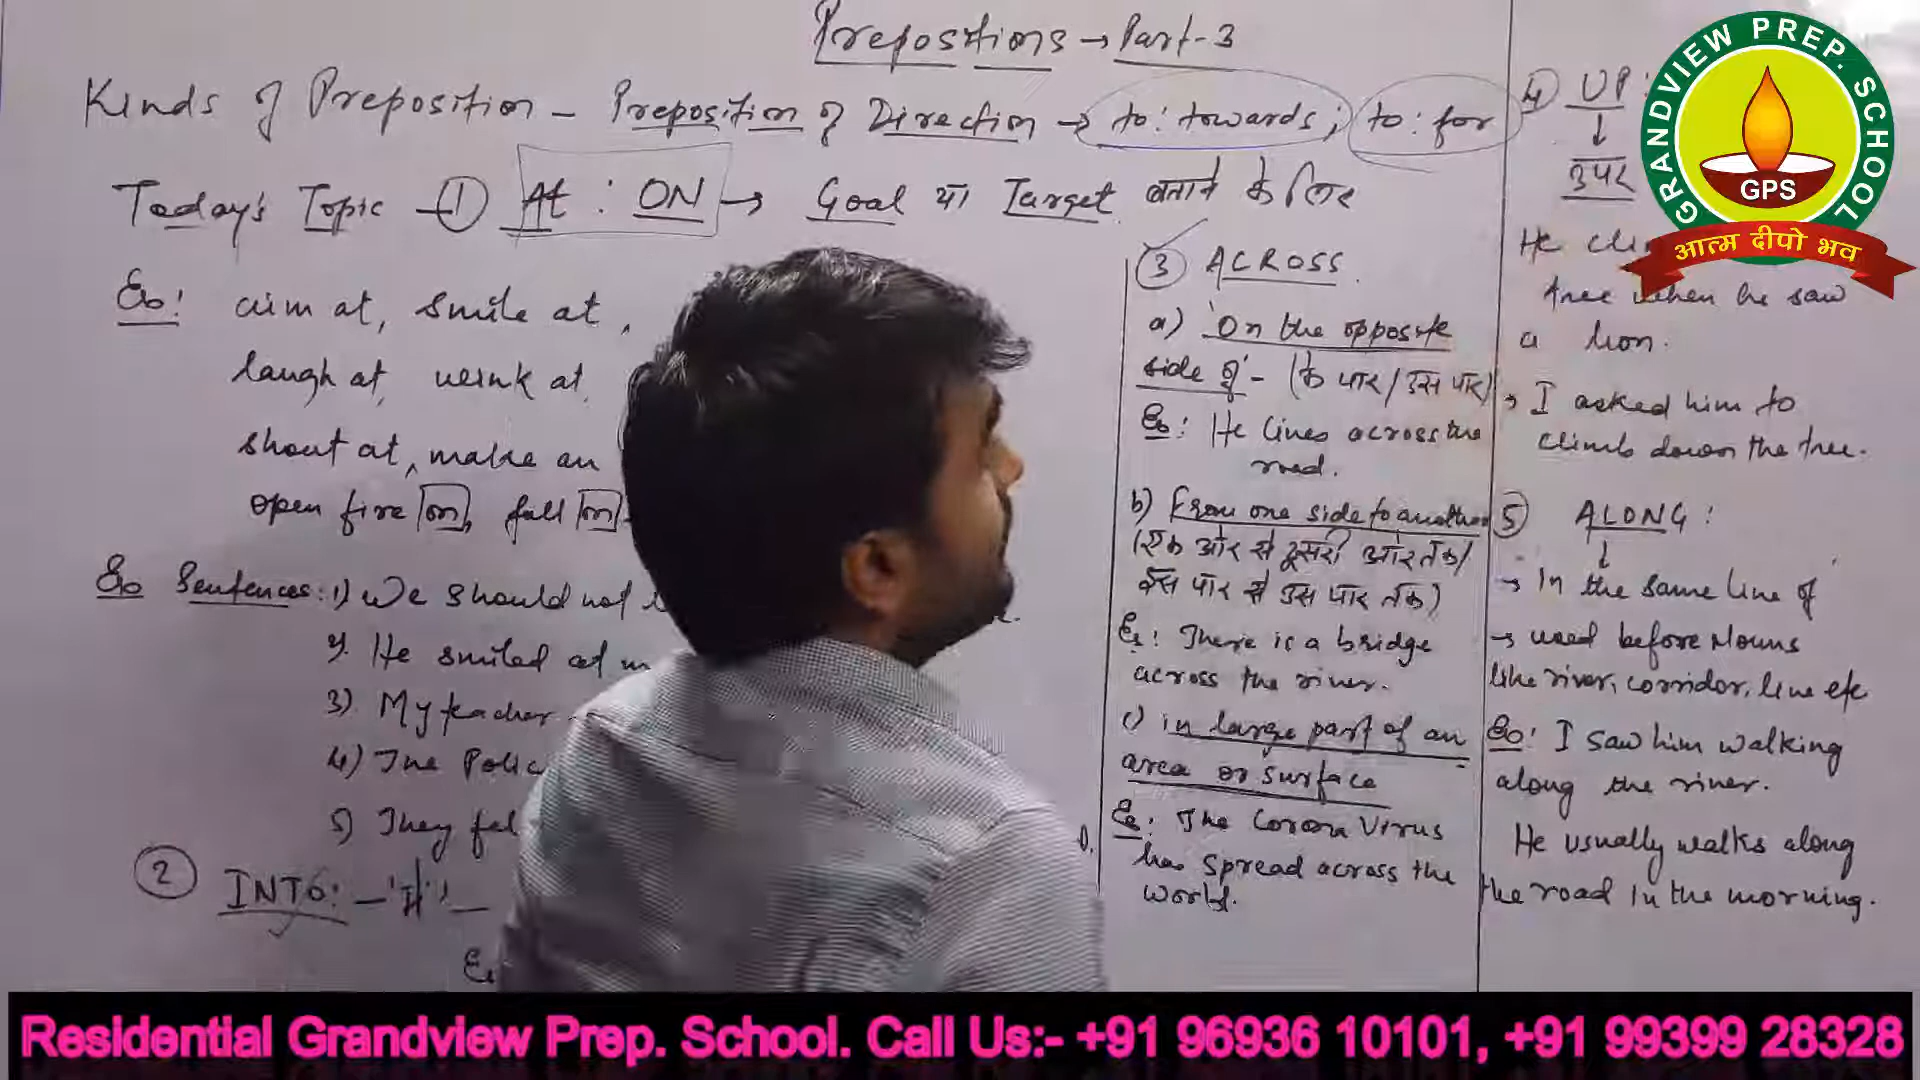 Prepositions → Part-3
Kinds of Preposition - Preposition of Direction → to: towards; to: for
Today's Topic - ① At : ON → Goal या Target बताने के लिए
Ex: aim at, smile at,
laugh at, wink at
shout at, make an
open fire on, fall on
Ex Sentences: 1) We should not
2) He smiled at
3) My teacher
4) The Polic
5) They fel
② INTO: - 'में' -
Ex
③ ACROSS
a) On the opposite
side of - (के पार/उस पार)
Ex: He lives across the
road.
b) From one side to another
(एक ओर से दूसरी ओर तक/
इस पार से उस पार तक)
Ex: There is a bridge
across the river.
c) in large part of an
area or surface
Ex: The Corona Virus
has spread across the
world.
4) UP:
↓
ऊपर
He cli
tree when he saw
a lion.
→ I asked him to
climb down the tree.
5) ALONG:
↓
→ 'In the same line of'
→ used before Nouns
like river, corridor, line etc
Ex: I saw him walking
along the river.
He usually walks along
the road in the morning.
GRANDVIEW PREP. SCHOOL
GPS
आत्म दीपो भव
Residential Grandview Prep. School. Call Us:- +91 96936 10101, +91 99399 28328